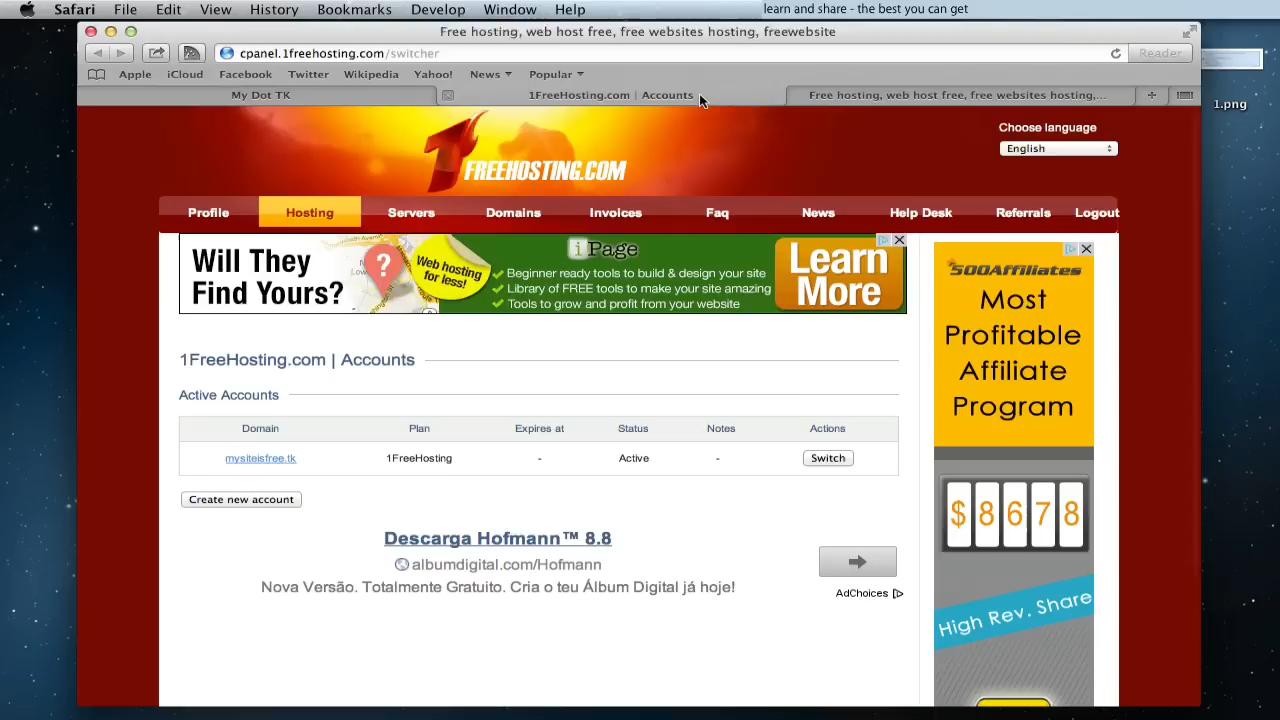 Safari File Edit View History Bookmarks Develop Window Help
learn and share - the best you can get
Free hosting, web host free, free websites hosting, freewebsite
cpanel.1freehosting.com/switcher
Reader
Apple iCloud Facebook Twitter Wikipedia Yahoo! News Popular
My Dot TK
1FreeHosting.com | Accounts
Free hosting, web host free, free websites hosting,...
1.png
1FREEHOSTING.COM
Choose language
English
Profile Hosting Servers Domains Invoices Faq News Help Desk Referrals Logout
Will They
Find Yours?
Web hosting
for less!
iPage
Beginner ready tools to build & design your site
Library of FREE tools to make your site amazing
Tools to grow and profit from your website
Learn
More
1FreeHosting.com | Accounts
Active Accounts
Domain Plan Expires at Status Notes Actions
mysiteisfree.tk 1FreeHosting - Active - Switch
Create new account
Descarga Hofmann™ 8.8
albumdigital.com/Hofmann
Nova Versão. Totalmente Gratuito. Cria o teu Álbum Digital já hoje!
AdChoices
500Affiliates
Most
Profitable
Affiliate
Program
$8678
High Rev. Share